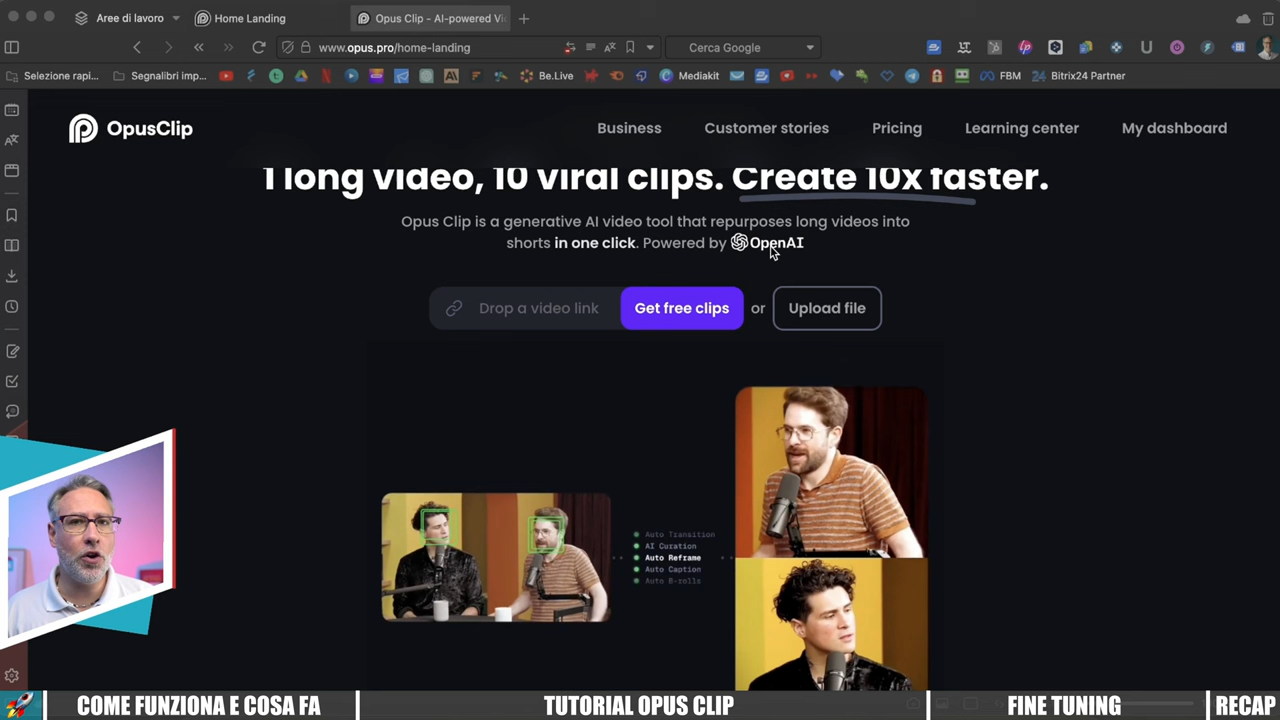 Aree di lavoro
Home Landing
Opus Clip - AI-powered Vi
www.opus.pro/home-landing
Cerca Google
Selezione rapi...
Segnalibri imp...
Be.Live
Mediakit
FBM
24 Bitrix24 Partner
OpusClip
Business
Customer stories
Pricing
Learning center
My dashboard
1 long video, 10 viral clips. Create 10x faster.
Opus Clip is a generative AI video tool that repurposes long videos into
shorts in one click. Powered by OpenAI
Drop a video link
Get free clips
or
Upload file
Auto Transition
AI Curation
Auto Reframe
Auto Caption
Auto B-rolls
COME FUNZIONA E COSA FA
TUTORIAL OPUS CLIP
FINE TUNING
RECAP